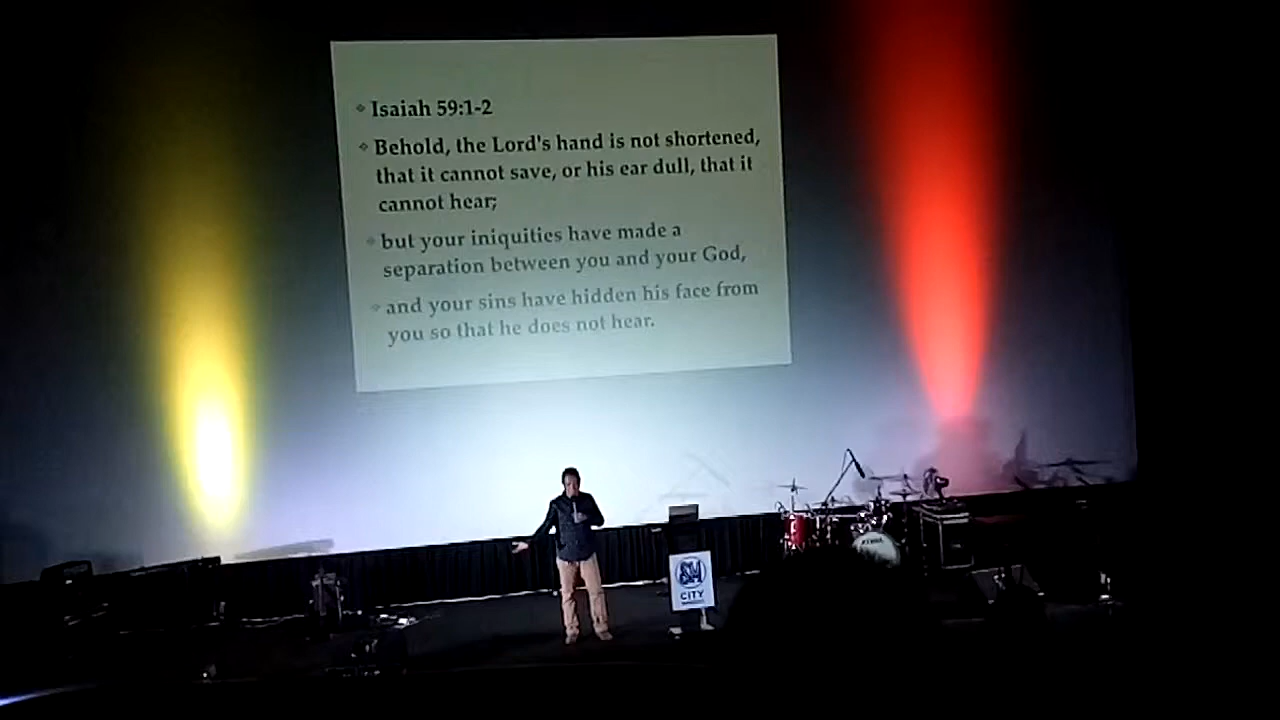 Isaiah 59:1-2
Behold, the Lord's hand is not shortened,
that it cannot save, or his ear dull, that it
cannot hear;
but your iniquities have made a
separation between you and your God,
and your sins have hidden his face from
you so that he does not hear.
SM
CITY
TAMA